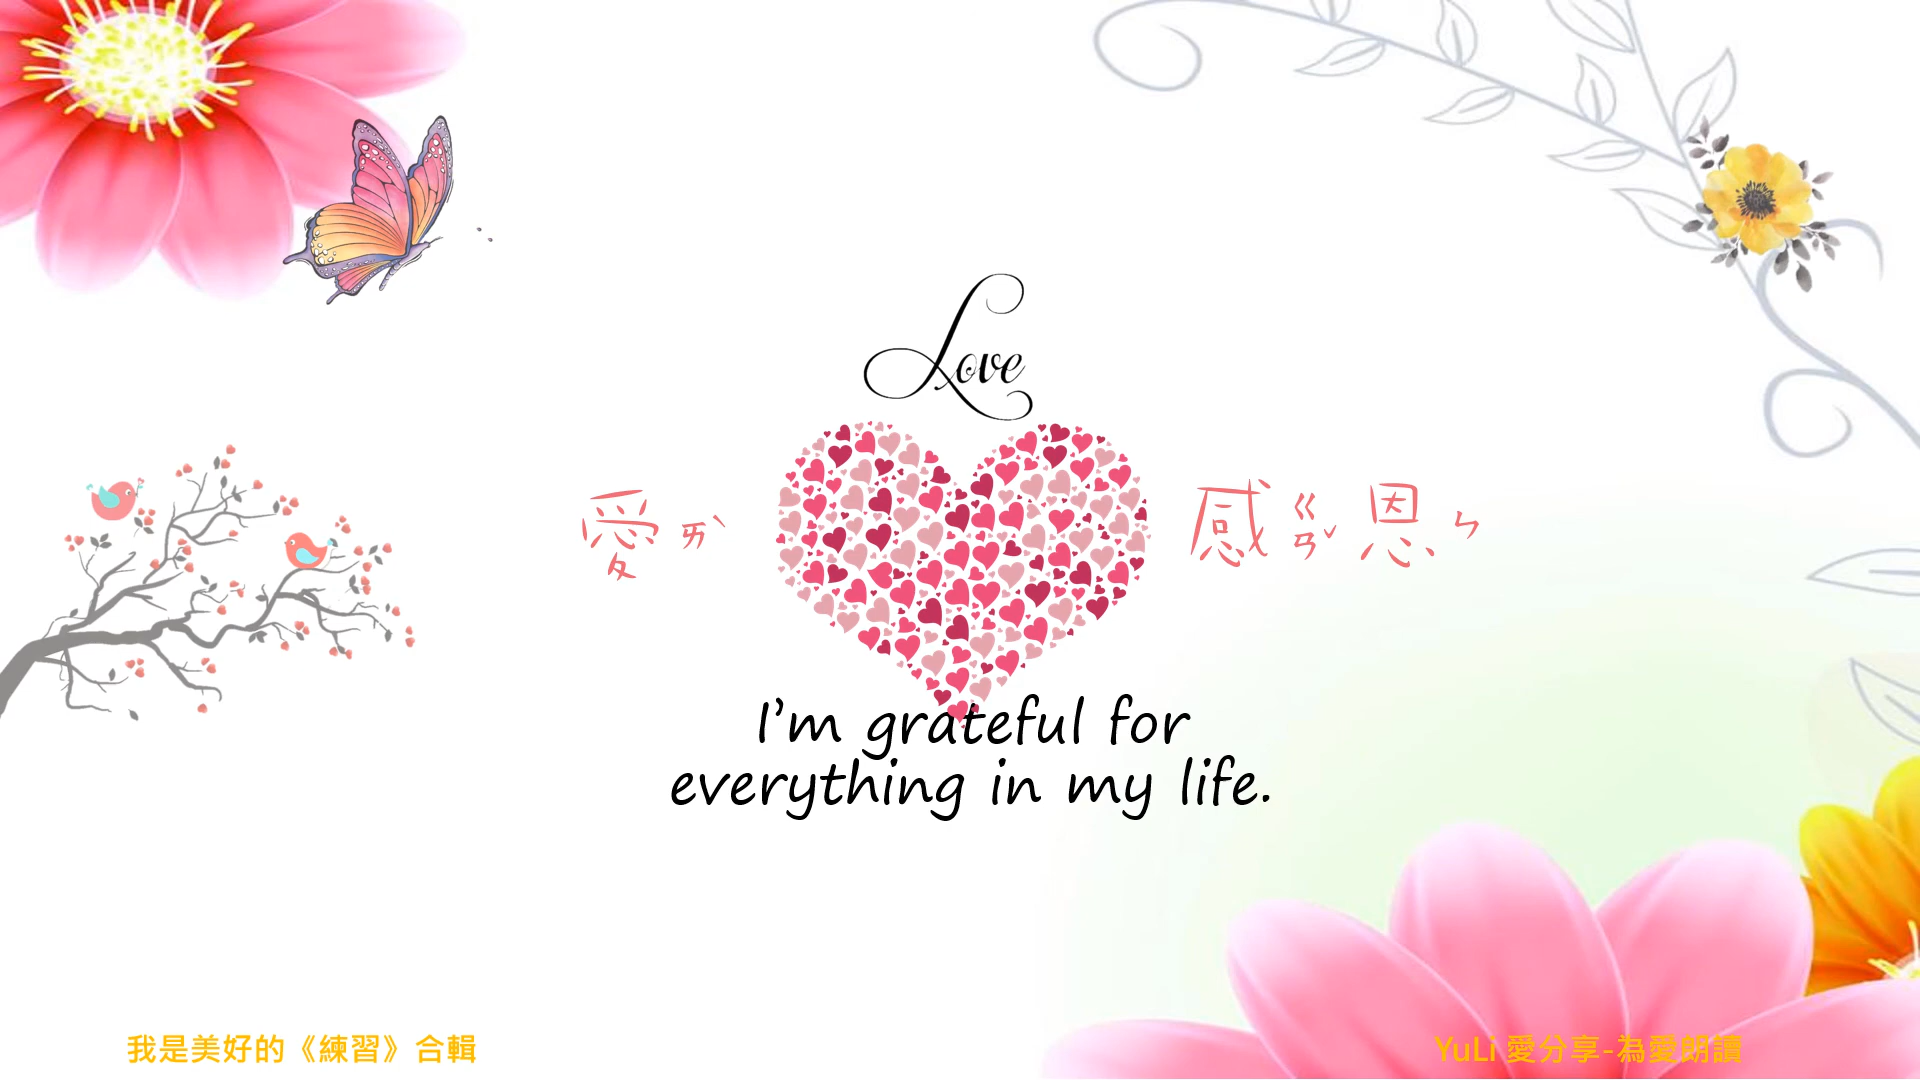 Love
愛ㄞˋ 感ㄍㄢˇ恩ㄣ
I’m grateful for
everything in my life.
我是美好的《練習》合輯
YuLi 愛分享-為愛朗讀